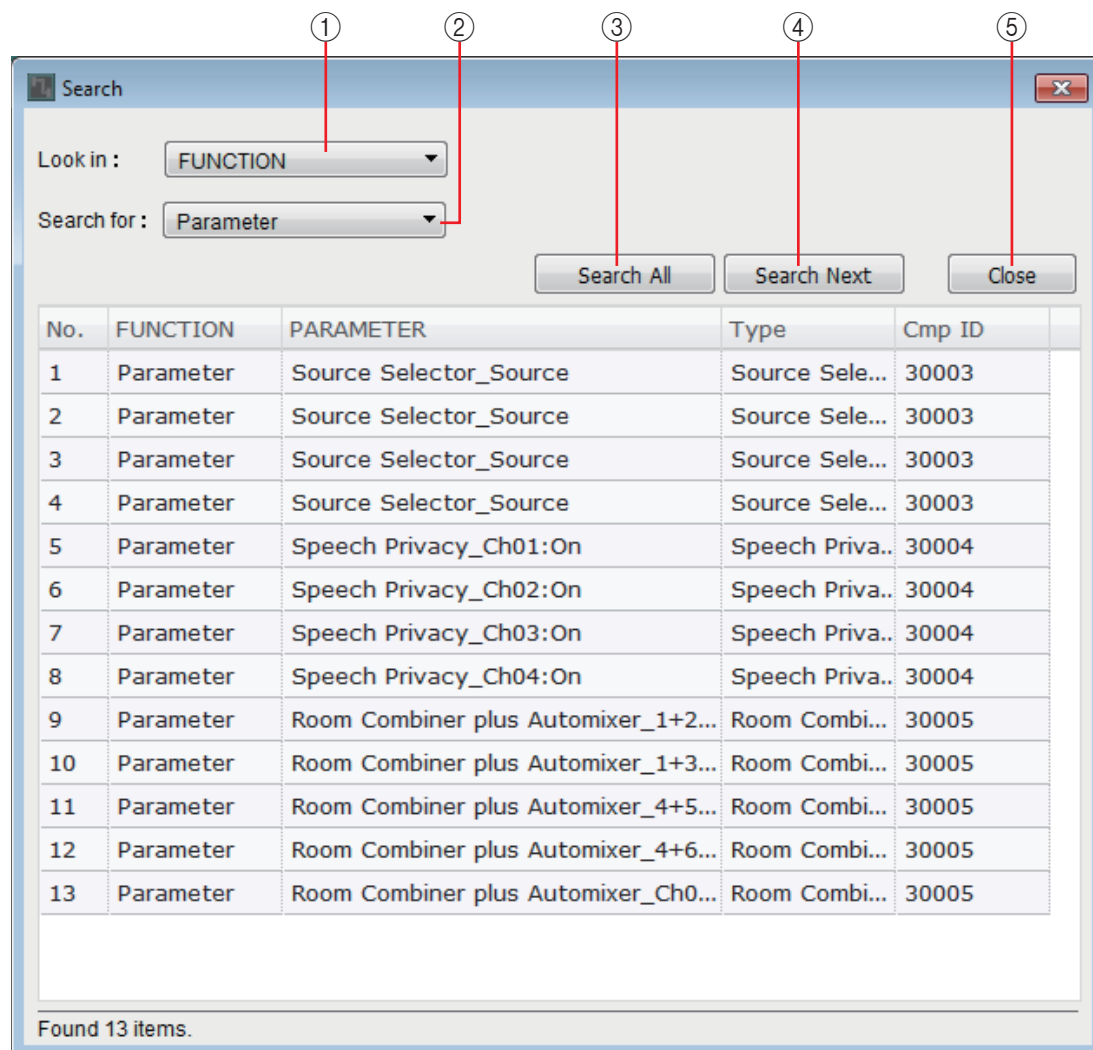 ① ② ③ ④ ⑤
Search
Look in : FUNCTION
Search for : Parameter
Search All Search Next Close
No. FUNCTION PARAMETER Type Cmp ID
1 Parameter Source Selector_Source Source Sele... 30003
2 Parameter Source Selector_Source Source Sele... 30003
3 Parameter Source Selector_Source Source Sele... 30003
4 Parameter Source Selector_Source Source Sele... 30003
5 Parameter Speech Privacy_Ch01:On Speech Priva.. 30004
6 Parameter Speech Privacy_Ch02:On Speech Priva.. 30004
7 Parameter Speech Privacy_Ch03:On Speech Priva.. 30004
8 Parameter Speech Privacy_Ch04:On Speech Priva.. 30004
9 Parameter Room Combiner plus Automixer_1+2... Room Combi... 30005
10 Parameter Room Combiner plus Automixer_1+3... Room Combi... 30005
11 Parameter Room Combiner plus Automixer_4+5... Room Combi... 30005
12 Parameter Room Combiner plus Automixer_4+6... Room Combi... 30005
13 Parameter Room Combiner plus Automixer_Ch0... Room Combi... 30005
Found 13 items.